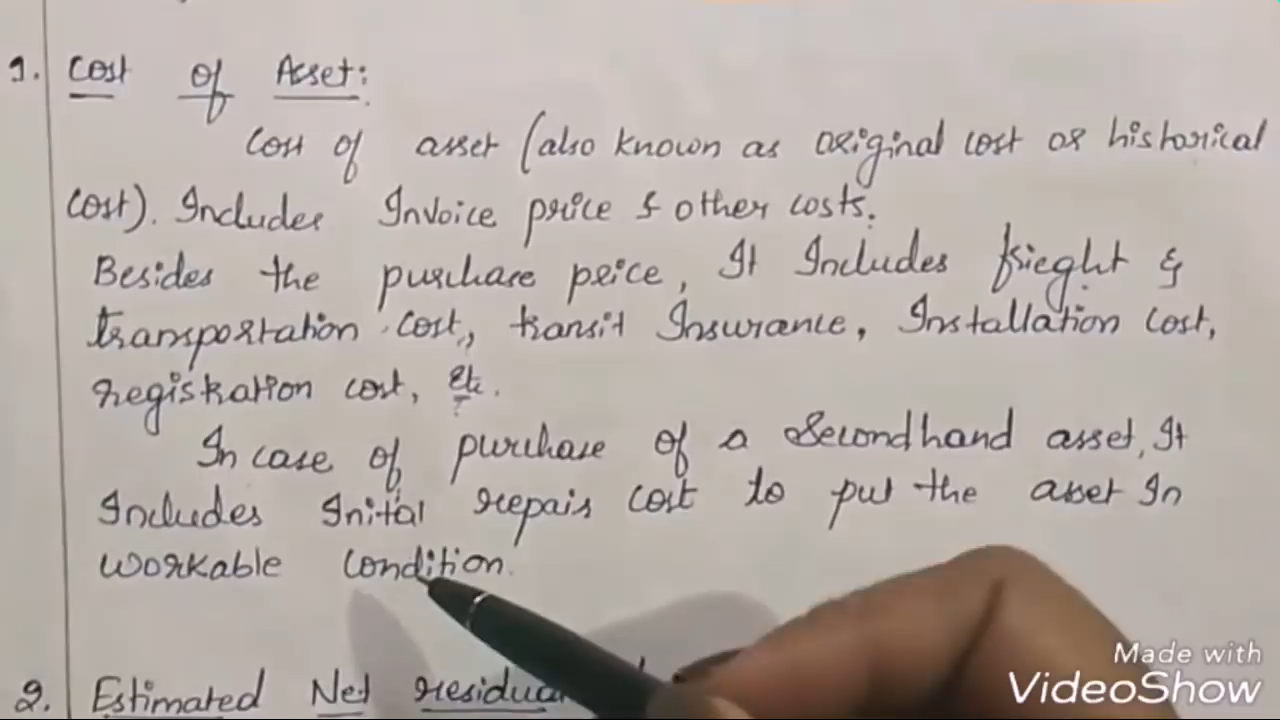 1. Cost of Asset:
Cost of asset (also known as original cost or historical
cost). Includes Invoice price & other costs.
Besides the purchase price, It Includes frieght &
transportation cost, transit Insurance, Installation cost,
registration cost, etc.
In case of purchase of a Secondhand asset, It
Includes Inital repair cost to put the asset In
workable condition.
2. Estimated Net residual
Made with
VideoShow